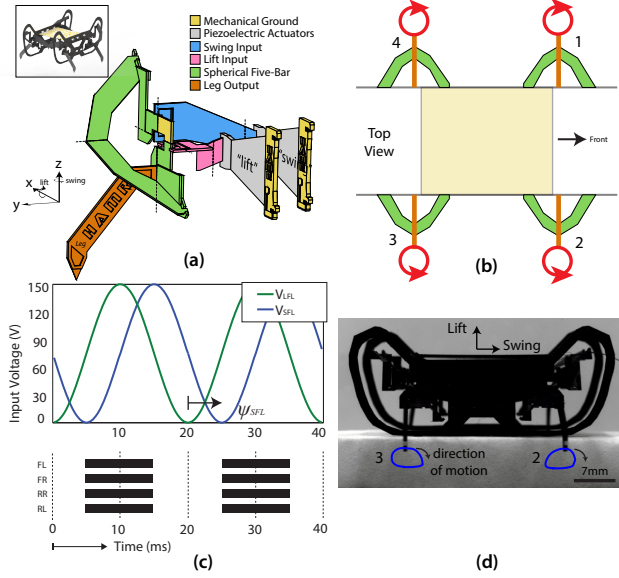 (a)
Mechanical Ground
Piezoelectric Actuators
Swing Input
Lift Input
Spherical Five-Bar
Leg Output
"lift"
"swing
z
swing
x
lift
y
Leg
HAMR
(a)
(b)
4
1
Top
View
Front
3
2
(b)
Input Voltage (V)
150
120
90
60
30
0
V_LFL
V_SFL
ψ_SFL
10
20
30
40
FL
FR
RR
RL
0
10
20
30
40
Time (ms)
(c)
Lift
Swing
3
direction
of motion
2
7mm
(d)